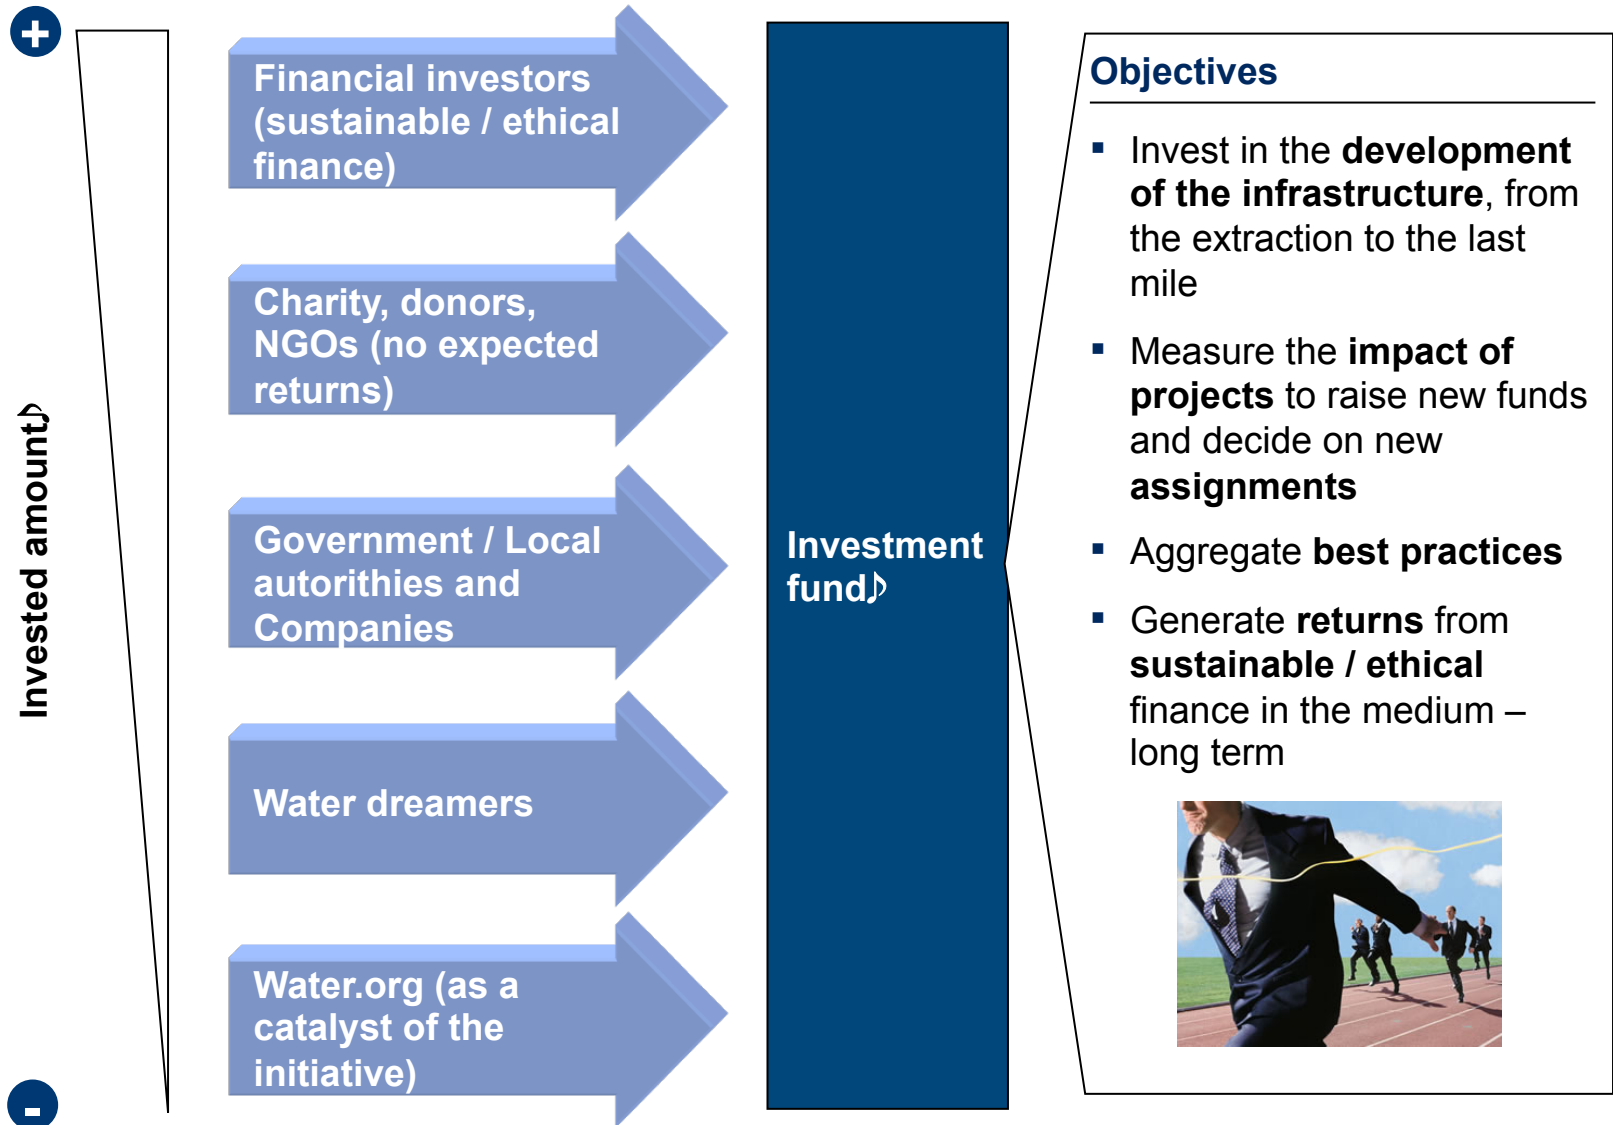 +
Invested amount♪
-
Financial investors
(sustainable / ethical
finance)
Charity, donors,
NGOs (no expected
returns)
Government / Local
autorithies and
Companies
Water dreamers
Water.org (as a
catalyst of the
initiative)
Investment
fund♪
Objectives
▪ Invest in the development
of the infrastructure, from
the extraction to the last
mile
▪ Measure the impact of
projects to raise new funds
and decide on new
assignments
▪ Aggregate best practices
▪ Generate returns from
sustainable / ethical
finance in the medium –
long term